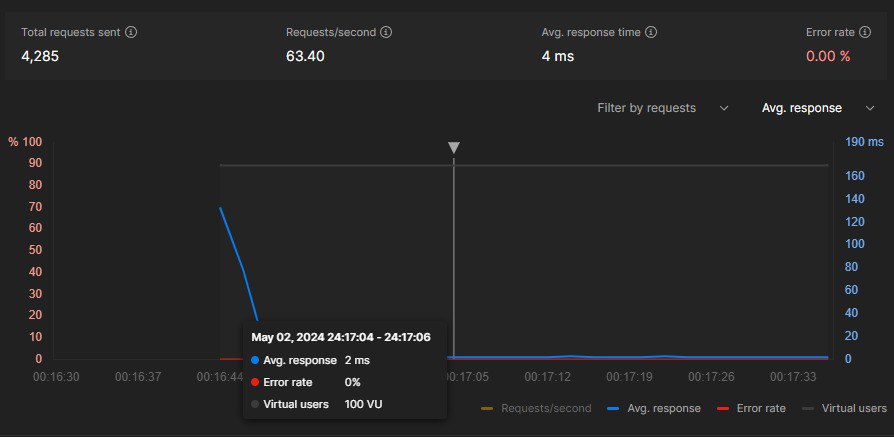 Total requests sent Requests/second Avg. response time Error rate
4,285 63.40 4 ms 0.00 %
Filter by requests Avg. response
% 100 190 ms
90
80 160
70 140
60 120
50 100
40 80
30 60
20 40
10 20
0 0
May 02, 2024 24:17:04 - 24:17:06
Avg. response 2 ms
Error rate 0%
Virtual users 100 VU
00:16:30 00:16:37 00:16:44 00:17:05 00:17:12 00:17:19 00:17:26 00:17:33
Requests/second Avg. response Error rate Virtual users